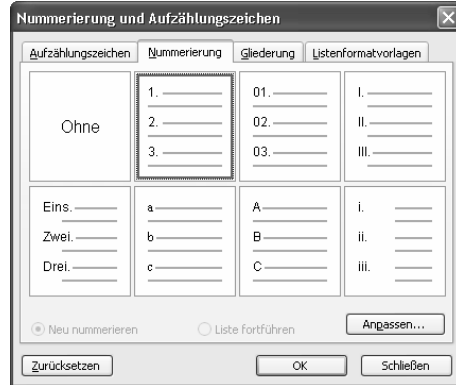 Nummerierung und Aufzählungszeichen
Aufzählungszeichen Nummerierung Gliederung Listenformatvorlagen
Ohne
1.
2.
3.
01.
02.
03.
I.
II.
III.
Eins.
Zwei.
Drei.
a
b
c
A
B
C
i.
ii.
iii.
Neu nummerieren Liste fortführen Anpassen...
Zurücksetzen OK Schließen